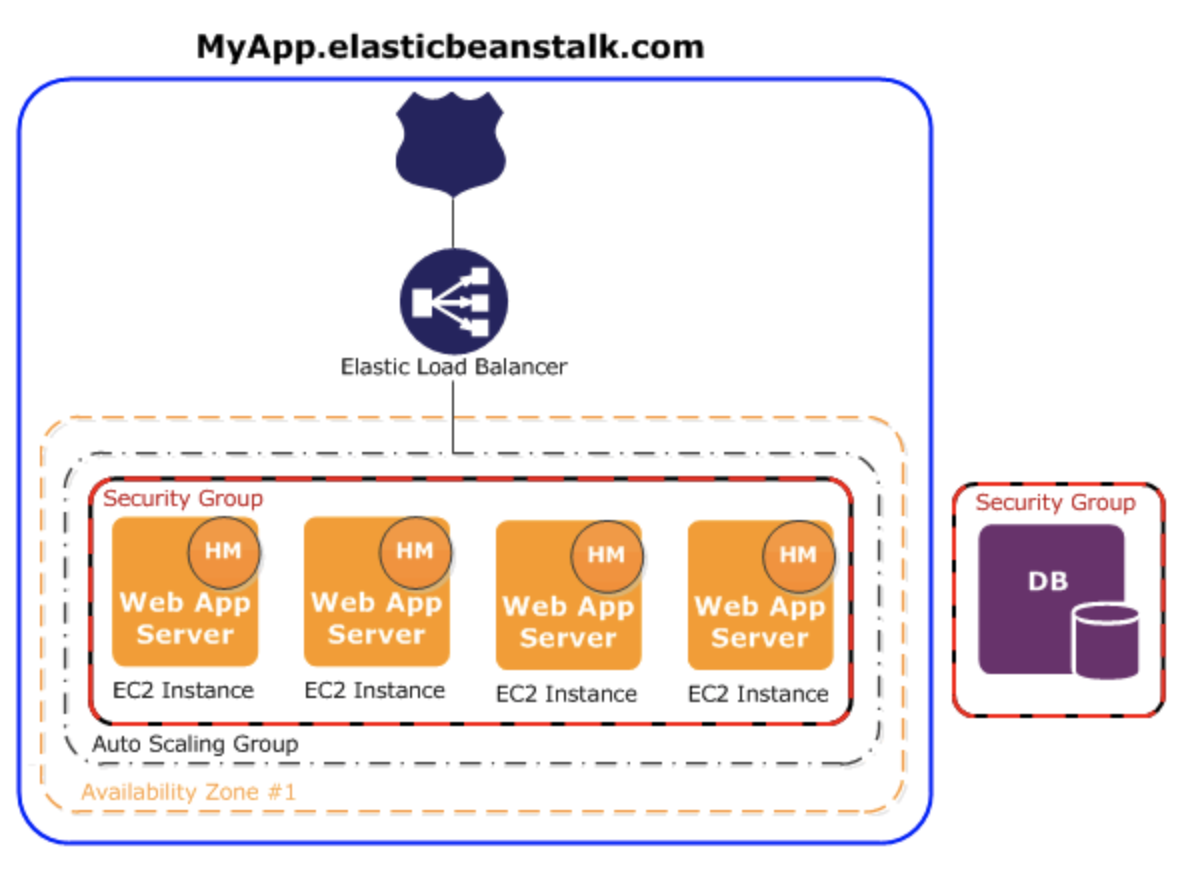 MyApp.elasticbeanstalk.com
Elastic Load Balancer
Security Group
HM
Web App
Server
EC2 Instance
HM
Web App
Server
EC2 Instance
HM
Web App
Server
EC2 Instance
HM
Web App
Server
EC2 Instance
Auto Scaling Group
Availability Zone #1
Security Group
DB